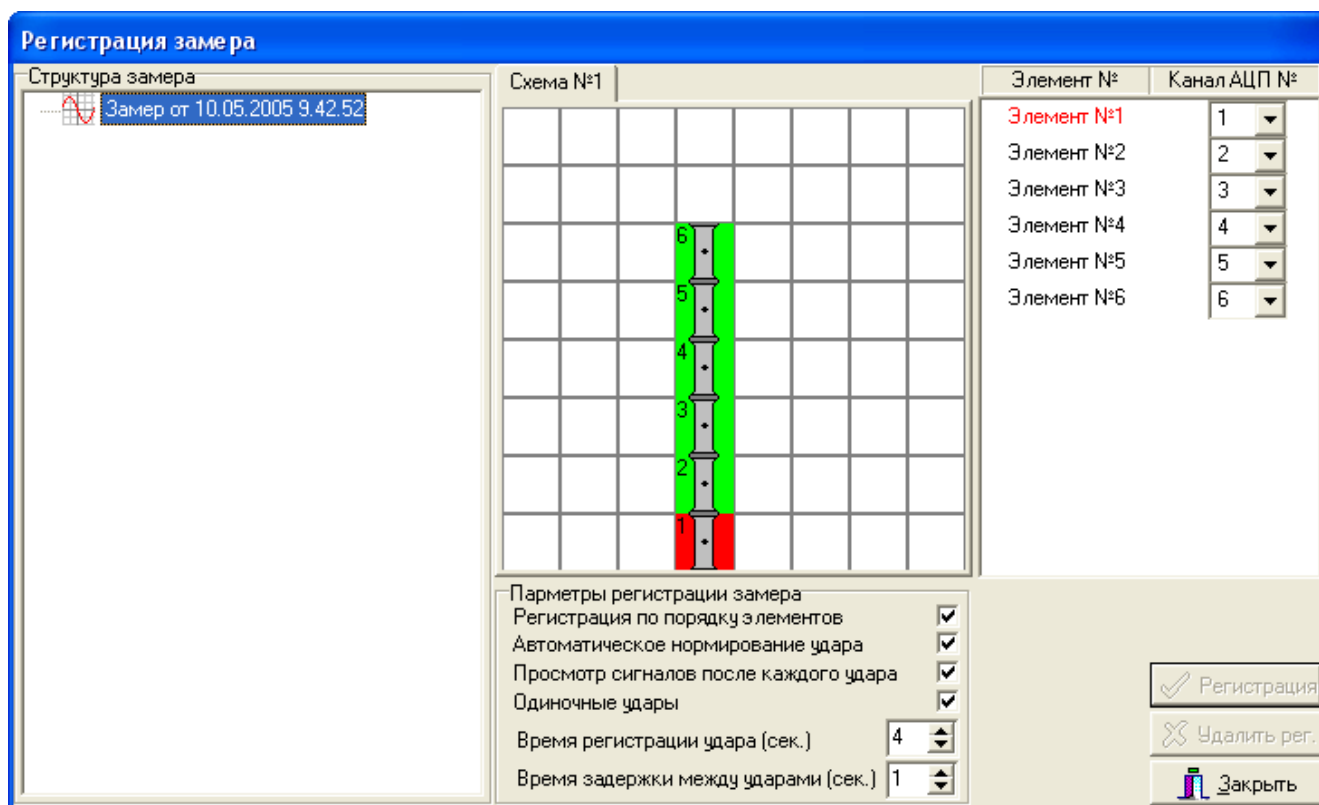 Регистрация замера
Структура замера
Замер от 10.05.2005 9.42.52
Схема №1
6
5
4
3
2
1
Элемент № Канал АЦП №
Элемент №1 1
Элемент №2 2
Элемент №3 3
Элемент №4 4
Элемент №5 5
Элемент №6 6
Парметры регистрации замера
Регистрация по порядку элементов
Автоматическое нормирование удара
Просмотр сигналов после каждого удара
Одиночные удары
Время регистрации удара (сек.) 4
Время задержки между ударами (сек.) 1
Регистрация
Удалить рег.
Закрыть